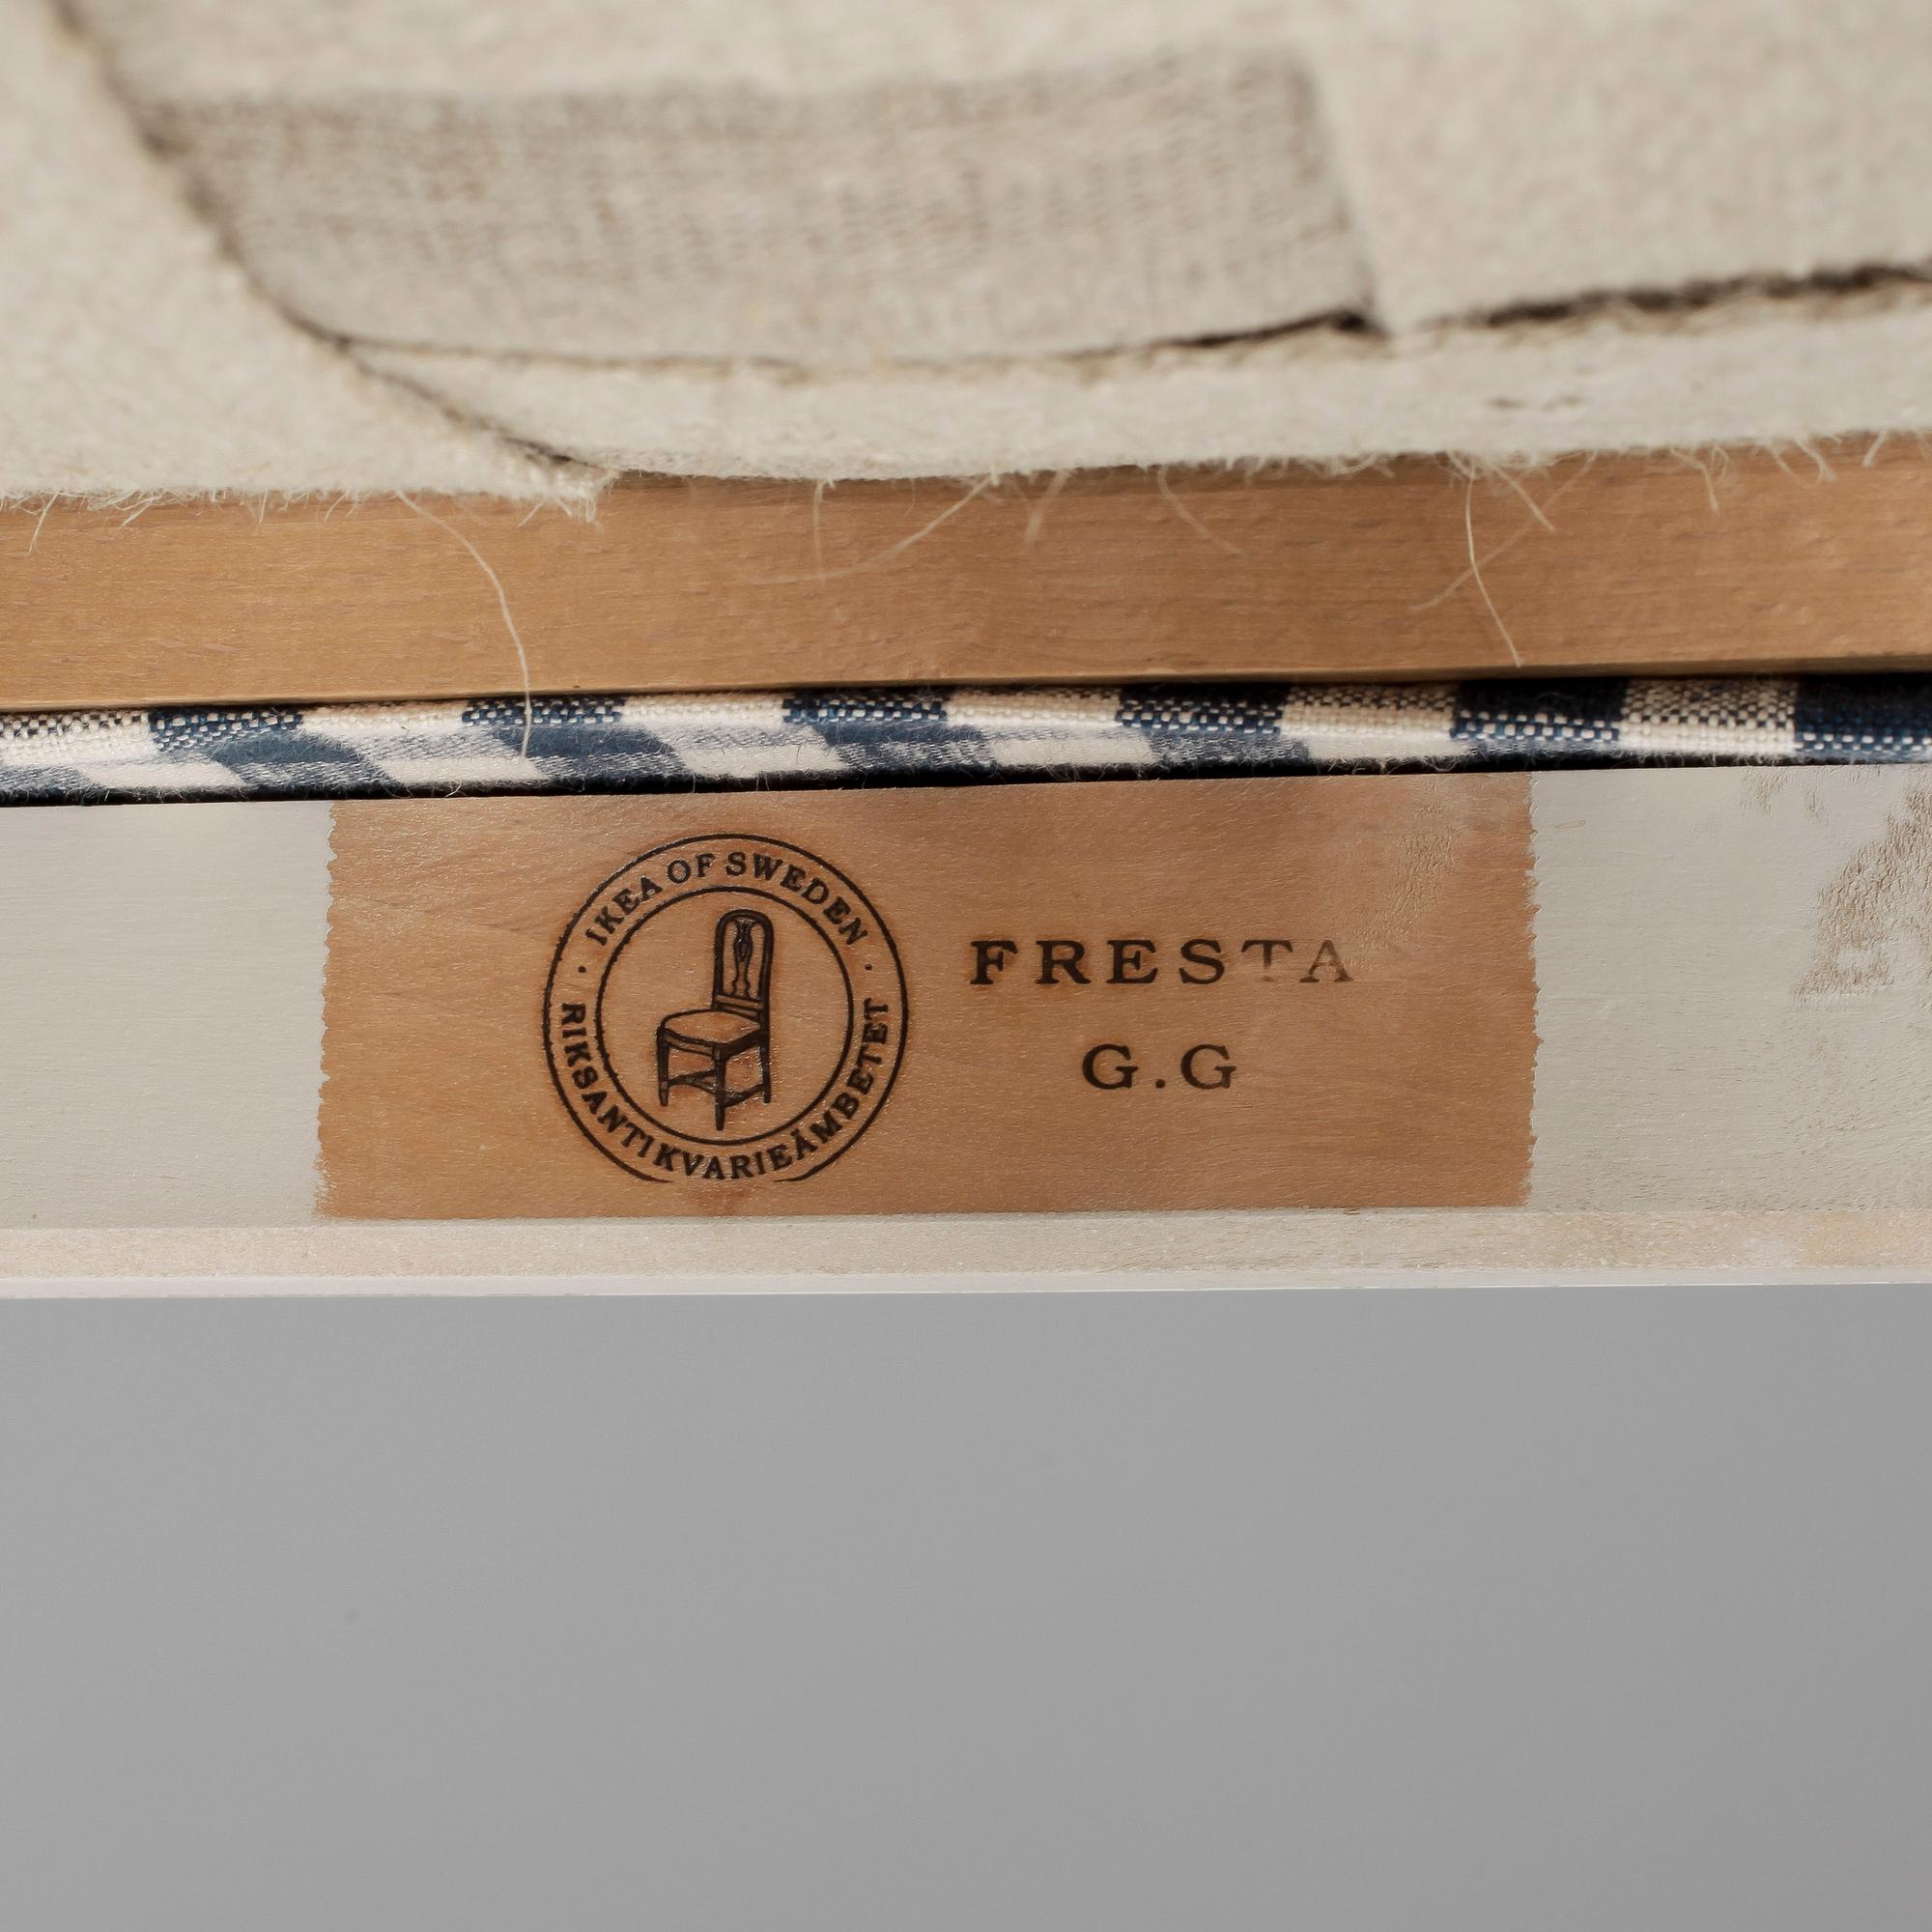 · IKEA OF SWEDEN ·
RIKSANTIKVARIEÄMBETET
FRESTA
G.G